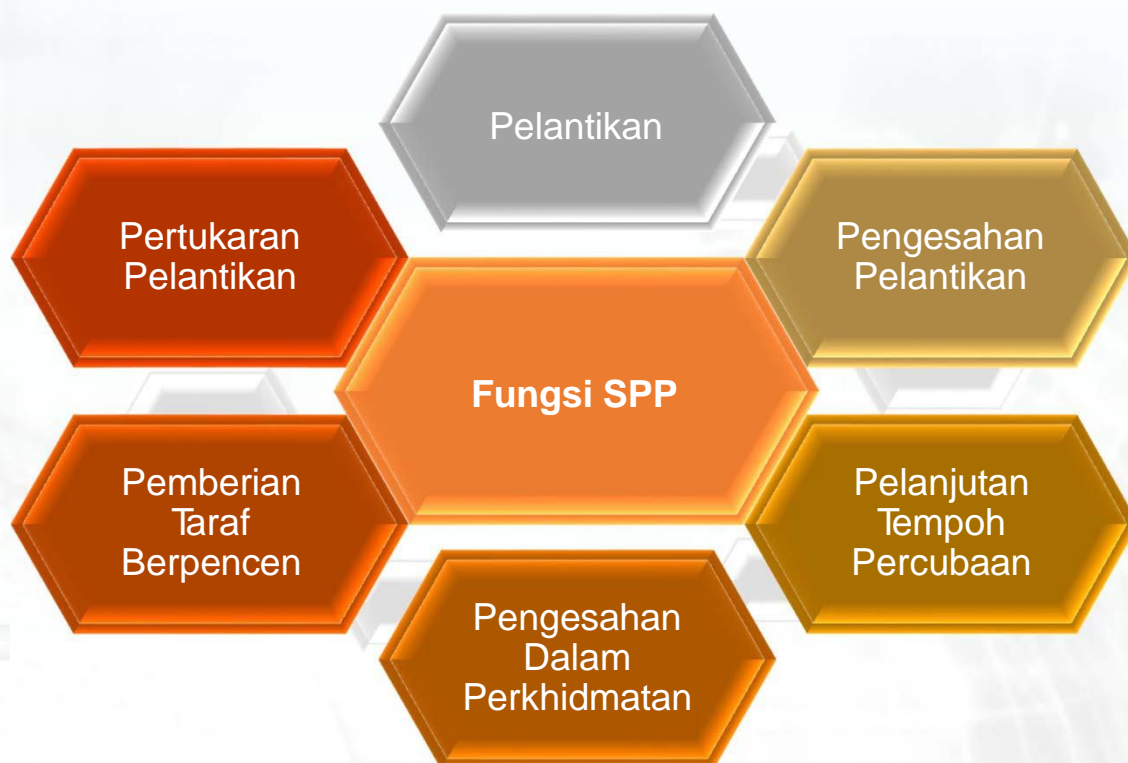 Pelantikan
Pengesahan
Pelantikan
Pelanjutan
Tempoh
Percubaan
Pengesahan
Dalam
Perkhidmatan
Pemberian
Taraf
Berpencen
Pertukaran
Pelantikan
Fungsi SPP